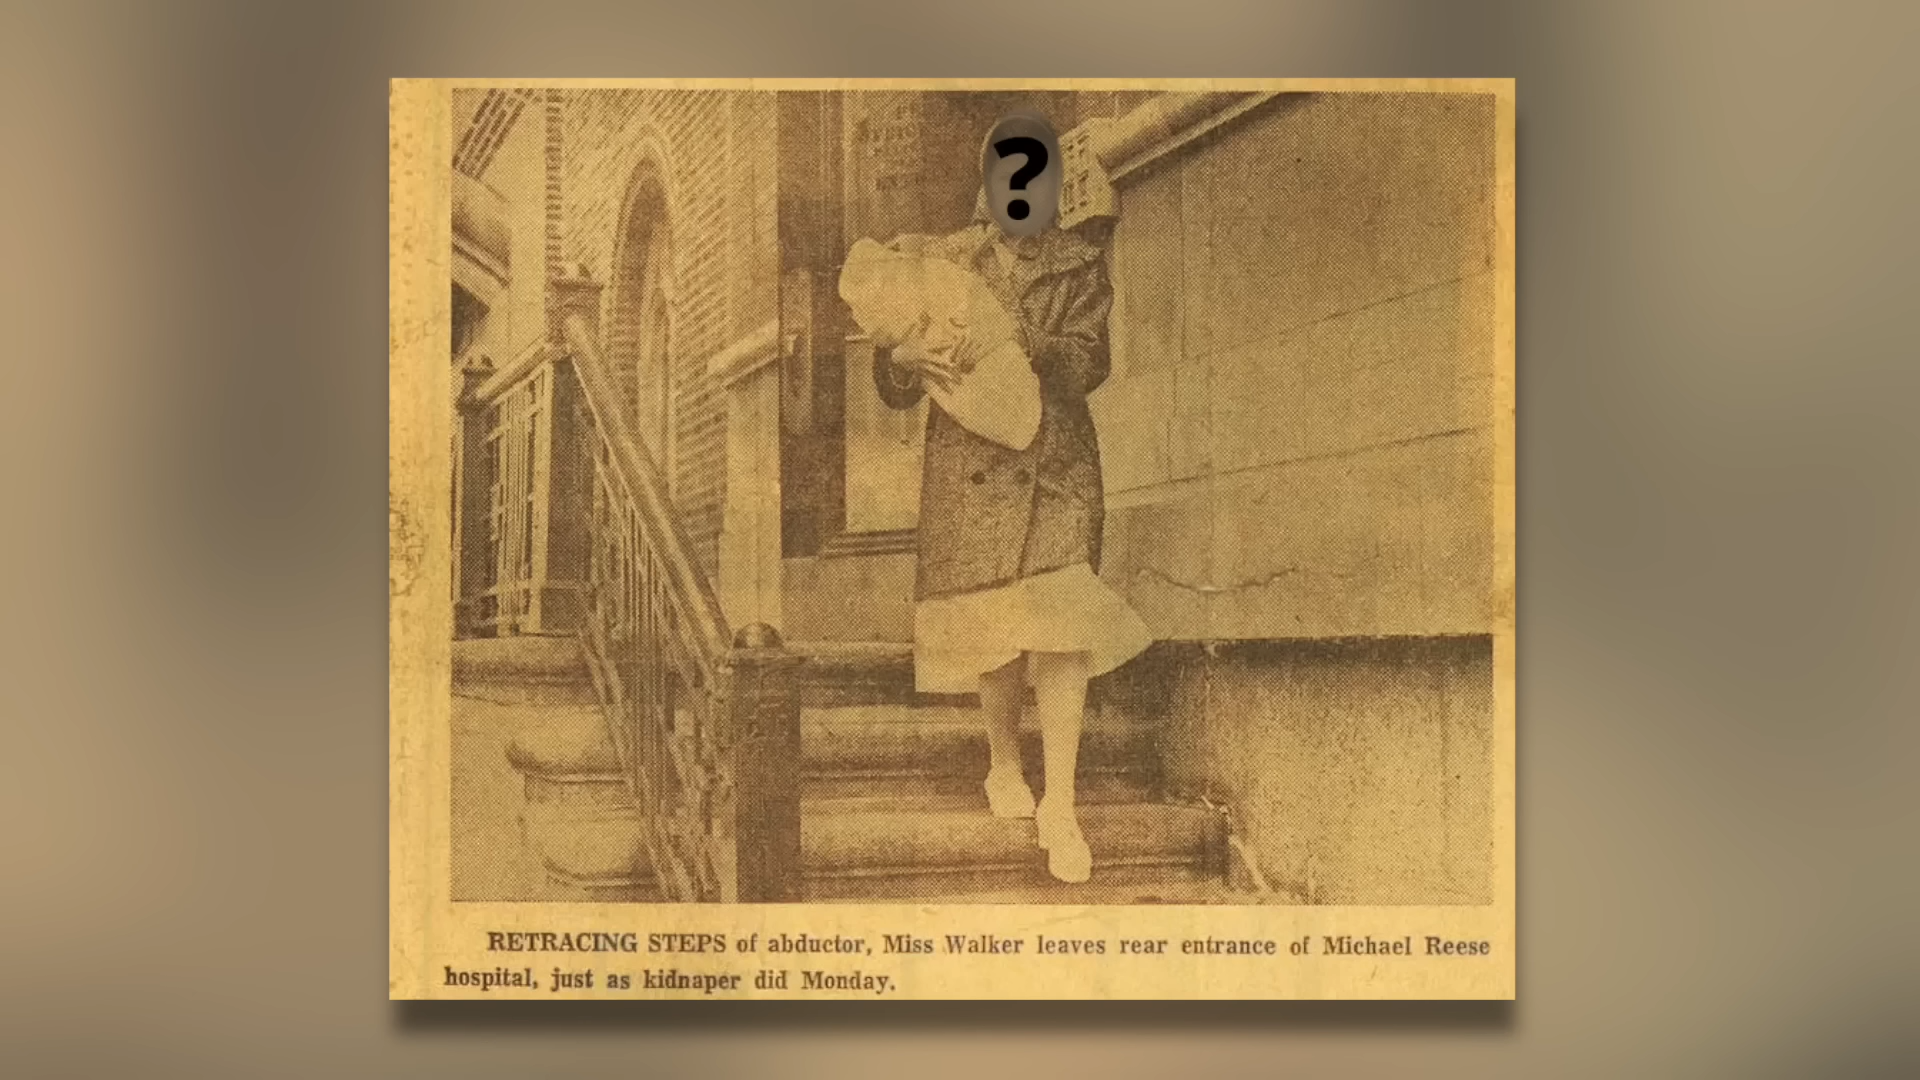 ?
RETRACING STEPS of abductor, Miss Walker leaves rear entrance of Michael Reese
hospital, just as kidnaper did Monday.